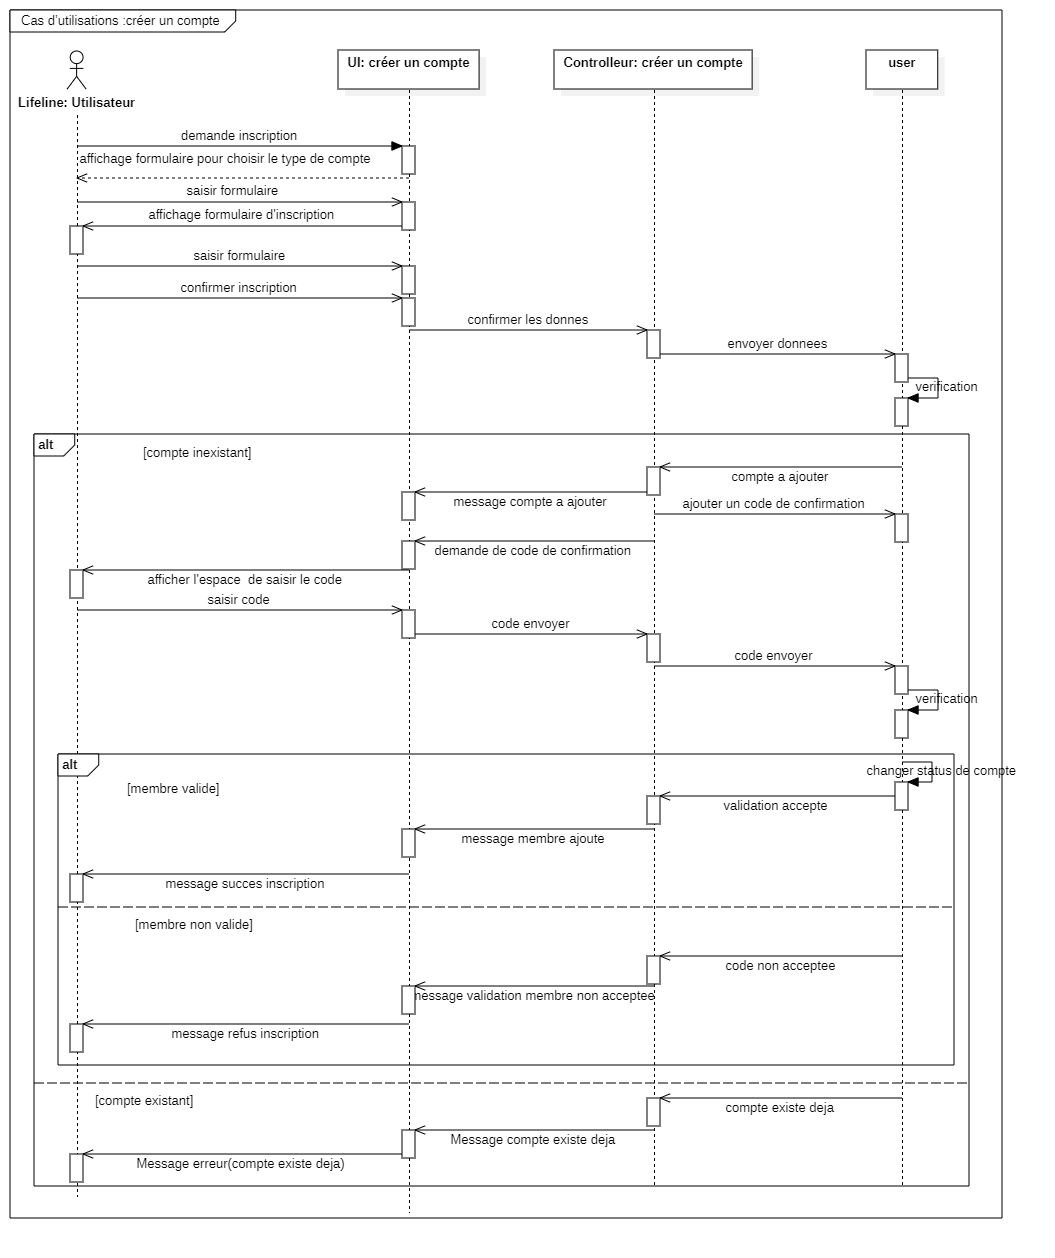 Cas d'utilisations :créer un compte
UI: créer un compte
Controlleur: créer un compte
user
Lifeline: Utilisateur
demande inscription
affichage formulaire pour choisir le type de compte
saisir formulaire
affichage formulaire d'inscription
saisir formulaire
confirmer inscription
confirmer les donnes
envoyer donnees
verification
alt
[compte inexistant]
compte a ajouter
message compte a ajouter
ajouter un code de confirmation
demande de code de confirmation
afficher l'espace  de saisir le code
saisir code
code envoyer
code envoyer
verification
alt
changer status de compte
[membre valide]
validation accepte
message membre ajoute
message succes inscription
[membre non valide]
code non acceptee
message validation membre non acceptee
message refus inscription
[compte existant]
compte existe deja
Message compte existe deja
Message erreur(compte existe deja)